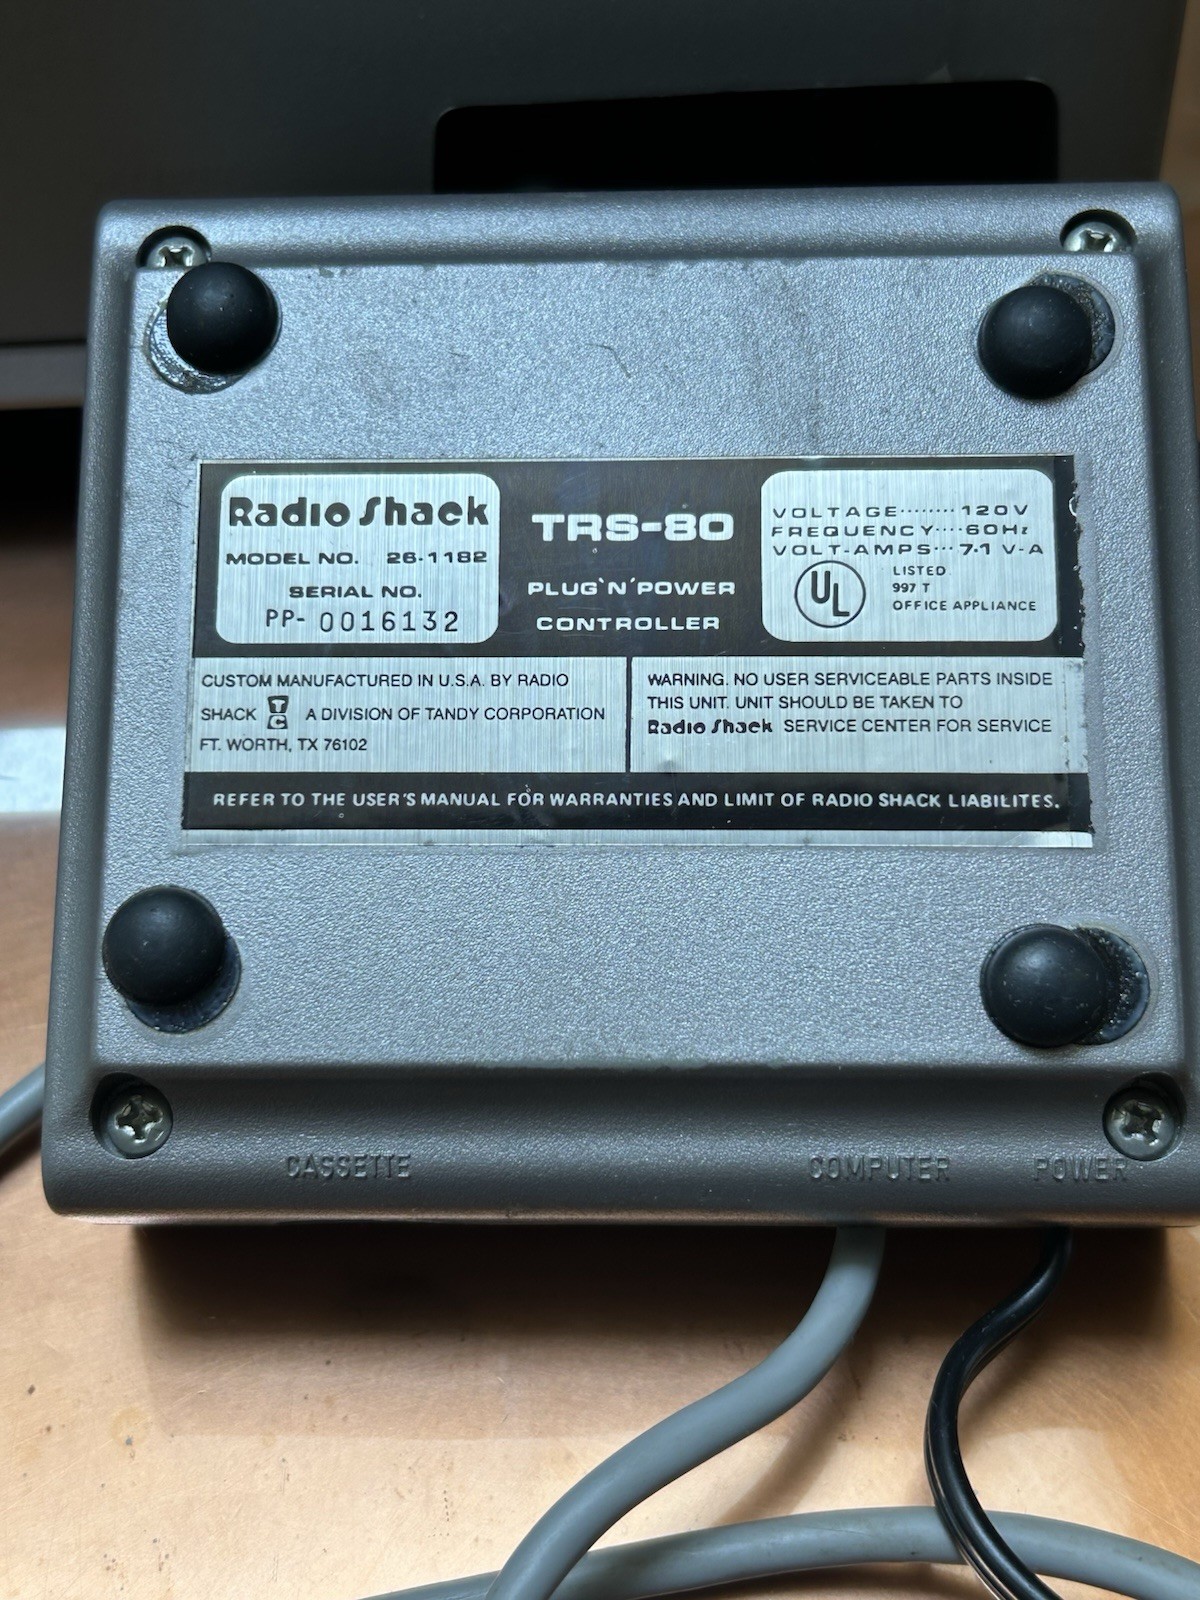 Radio Shack
MODEL NO. 26-1182
SERIAL NO.
PP- 0016132
TRS-80
PLUG 'N' POWER
CONTROLLER
VOLTAGE........120V
FREQUENCY....60Hz
VOLT-AMPS...7.1 V-A
UL
LISTED
997 T
OFFICE APPLIANCE
CUSTOM MANUFACTURED IN U.S.A. BY RADIO
SHACK TC A DIVISION OF TANDY CORPORATION
FT. WORTH, TX 76102
WARNING. NO USER SERVICEABLE PARTS INSIDE
THIS UNIT. UNIT SHOULD BE TAKEN TO
Radio Shack SERVICE CENTER FOR SERVICE
REFER TO THE USER'S MANUAL FOR WARRANTIES AND LIMIT OF RADIO SHACK LIABILITES.
CASSETTE COMPUTER POWER